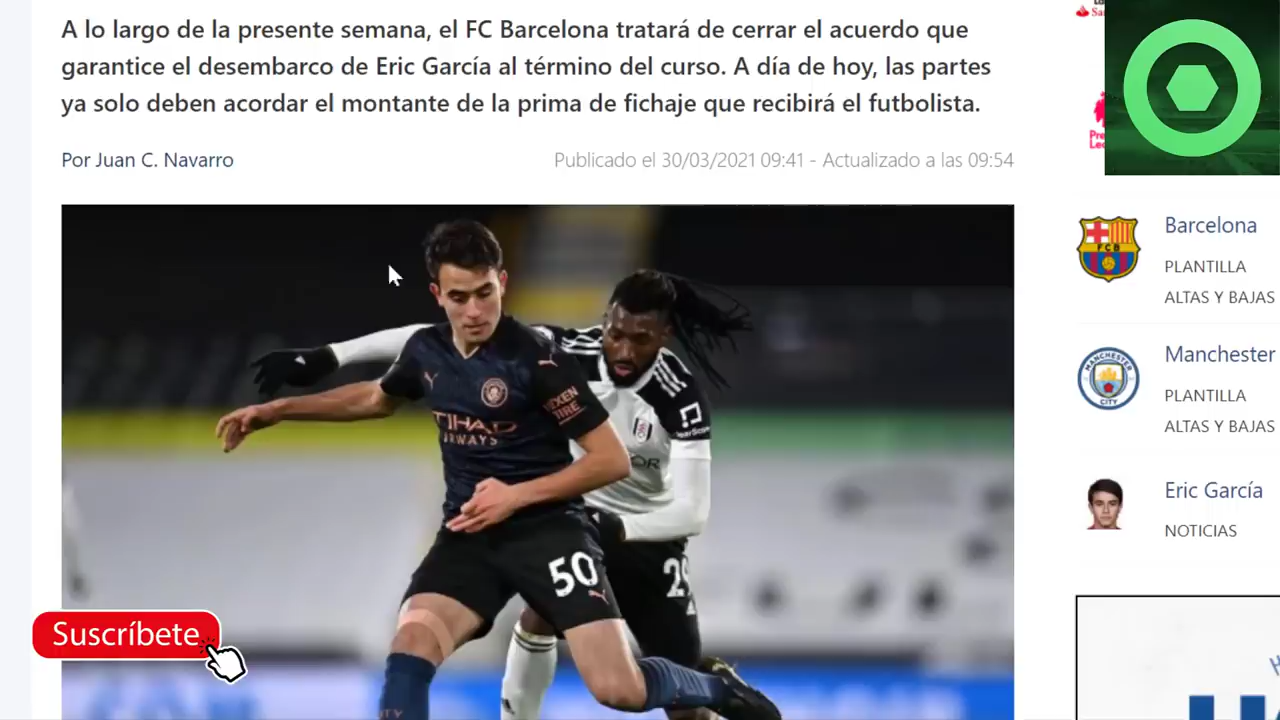 A lo largo de la presente semana, el FC Barcelona tratará de cerrar el acuerdo que
garantice el desembarco de Eric García al término del curso. A día de hoy, las partes
ya solo deben acordar el montante de la prima de fichaje que recibirá el futbolista.
Por Juan C. Navarro
Publicado el 30/03/2021 09:41 - Actualizado a las 09:54
Barcelona
PLANTILLA
ALTAS Y BAJAS
Manchester
PLANTILLA
ALTAS Y BAJAS
Eric García
NOTICIAS
FCB
MANCHESTER
CITY
NEXEN
TIRE
ETIHAD
AIRWAYS
50
29
Suscríbete